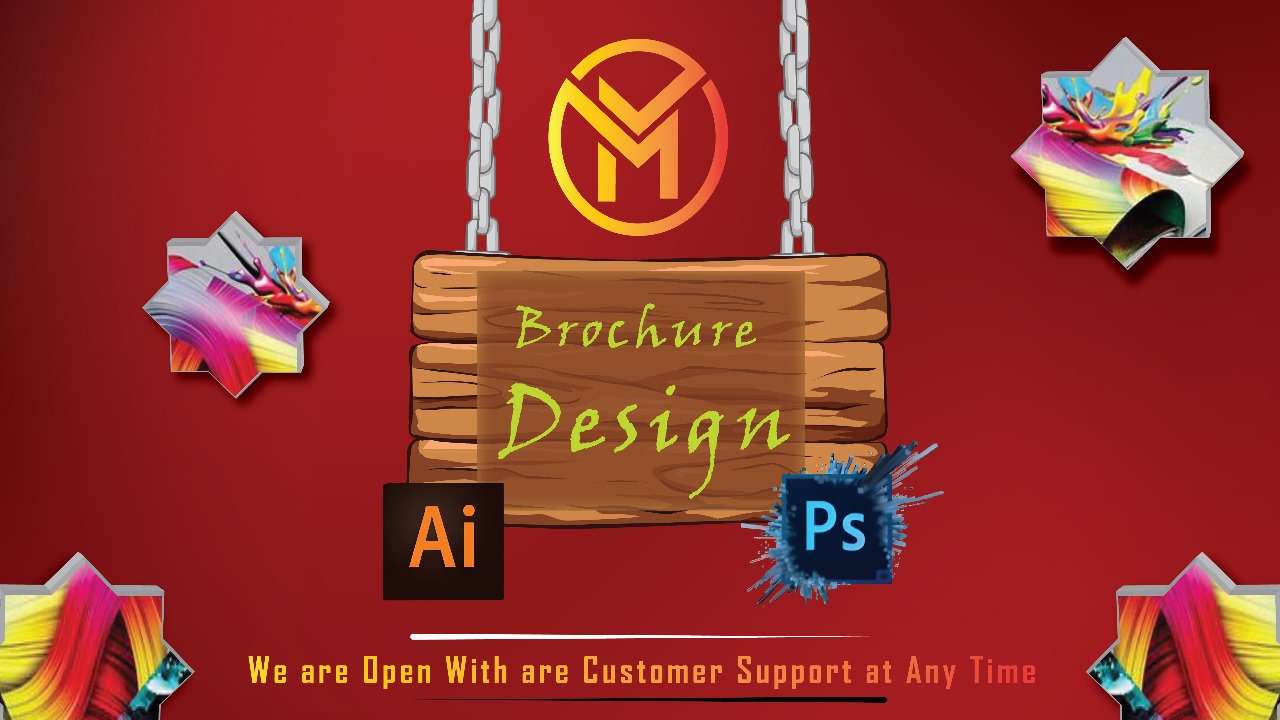 Brochure
Design
Ai
Ps
We are Open With are Customer Support at Any Time